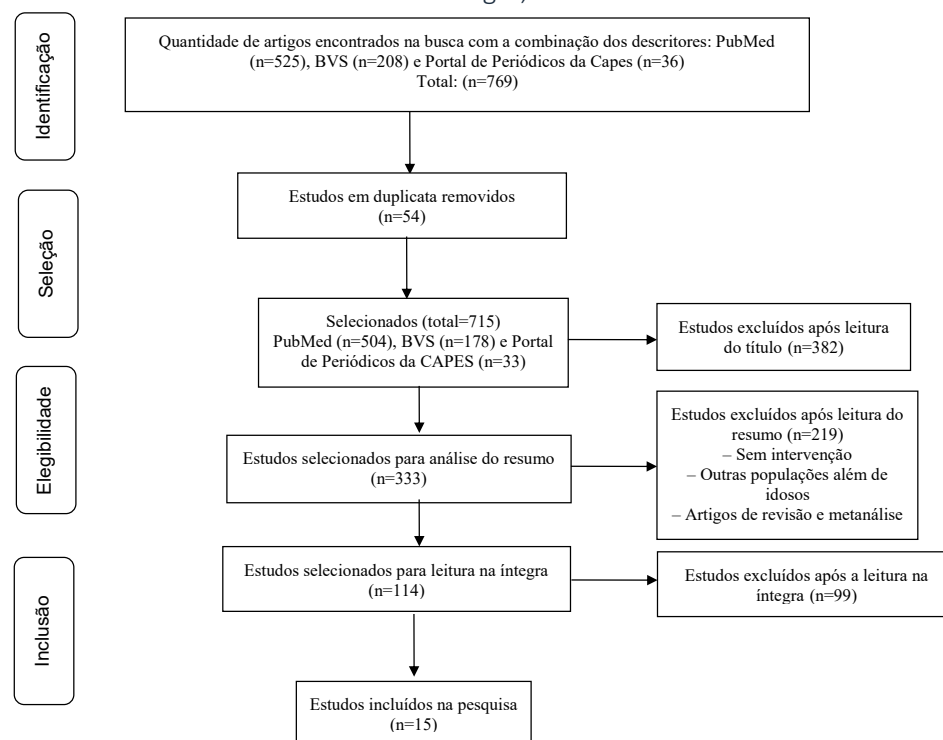 Identificação
Quantidade de artigos encontrados na busca com a combinação dos descritores: PubMed
(n=525), BVS (n=208) e Portal de Periódicos da Capes (n=36)
Total: (n=769)
Seleção
Estudos em duplicata removidos
(n=54)
Selecionados (total=715)
PubMed (n=504), BVS (n=178) e Portal
de Periódicos da CAPES (n=33)
Estudos excluídos após leitura
do título (n=382)
Elegibilidade
Estudos selecionados para análise do resumo
(n=333)
Estudos excluídos após leitura do
resumo (n=219)
– Sem intervenção
– Outras populações além de
idosos
– Artigos de revisão e metanálise
Inclusão
Estudos selecionados para leitura na íntegra
(n=114)
Estudos excluídos após a leitura na
íntegra (n=99)
Estudos incluídos na pesquisa
(n=15)